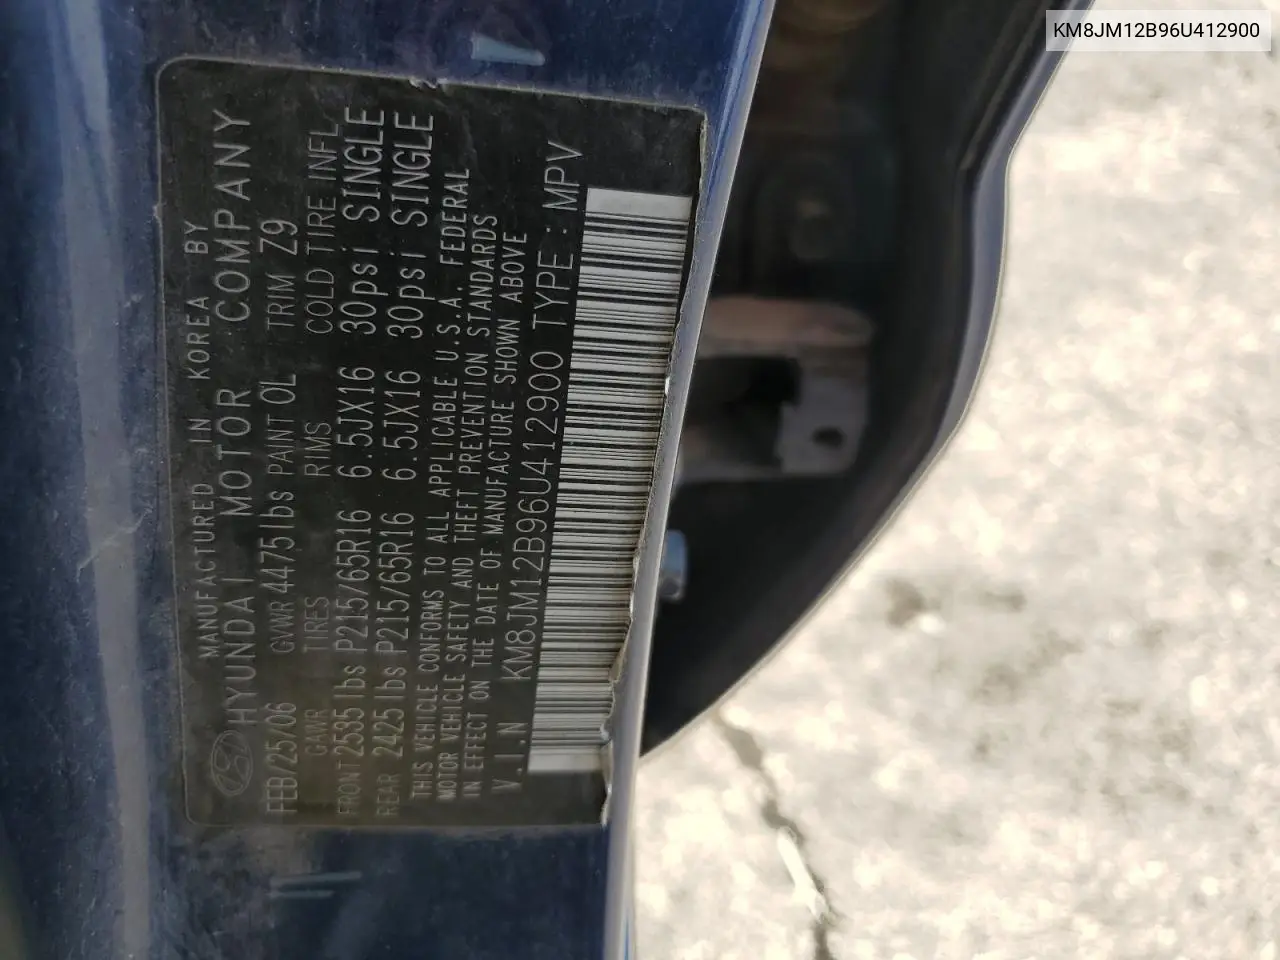 KM8JM12B96U412900
MANUFACTURED IN KOREA BY
HYUNDAI MOTOR COMPANY
FEB/25/06 GVWR 4475lbs PAINT OL TRIM Z9
GAWR TIRES RIMS COLD TIRE INFL
FRONT 2535lbs P215/65R16 6.5JX16 30psi SINGLE
REAR 2425lbs P215/65R16 6.5JX16 30psi SINGLE
THIS VEHICLE CONFORMS TO ALL APPLICABLE U.S.A. FEDERAL
MOTOR VEHICLE SAFETY AND THEFT PREVENTION STANDARDS
IN EFFECT ON THE DATE OF MANUFACTURE SHOWN ABOVE
V.I.N KM8JM12B96U412900 TYPE: MPV